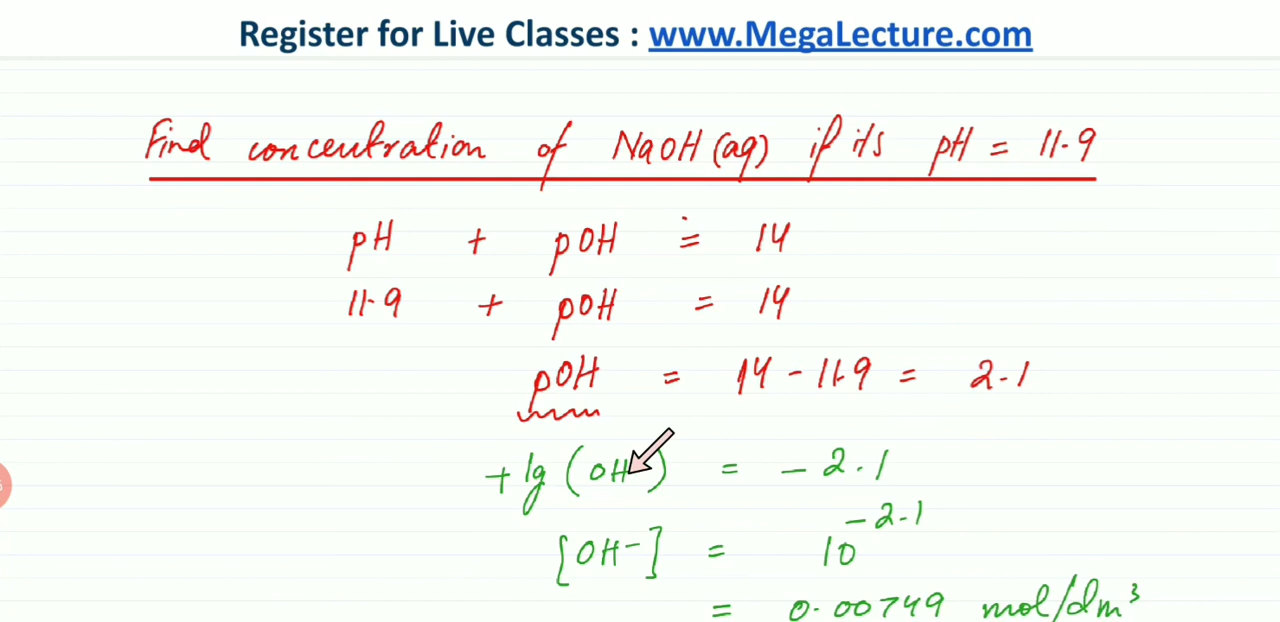 Register for Live Classes : www.MegaLecture.com
Find concentration of NaOH(aq) if its pH = 11.9
pH + pOH = 14
11.9 + pOH = 14
pOH = 14 - 11.9 = 2.1
+ lg (OH⁻) = - 2.1
[OH-] = 10^-2.1
= 0.00749 mol/dm³